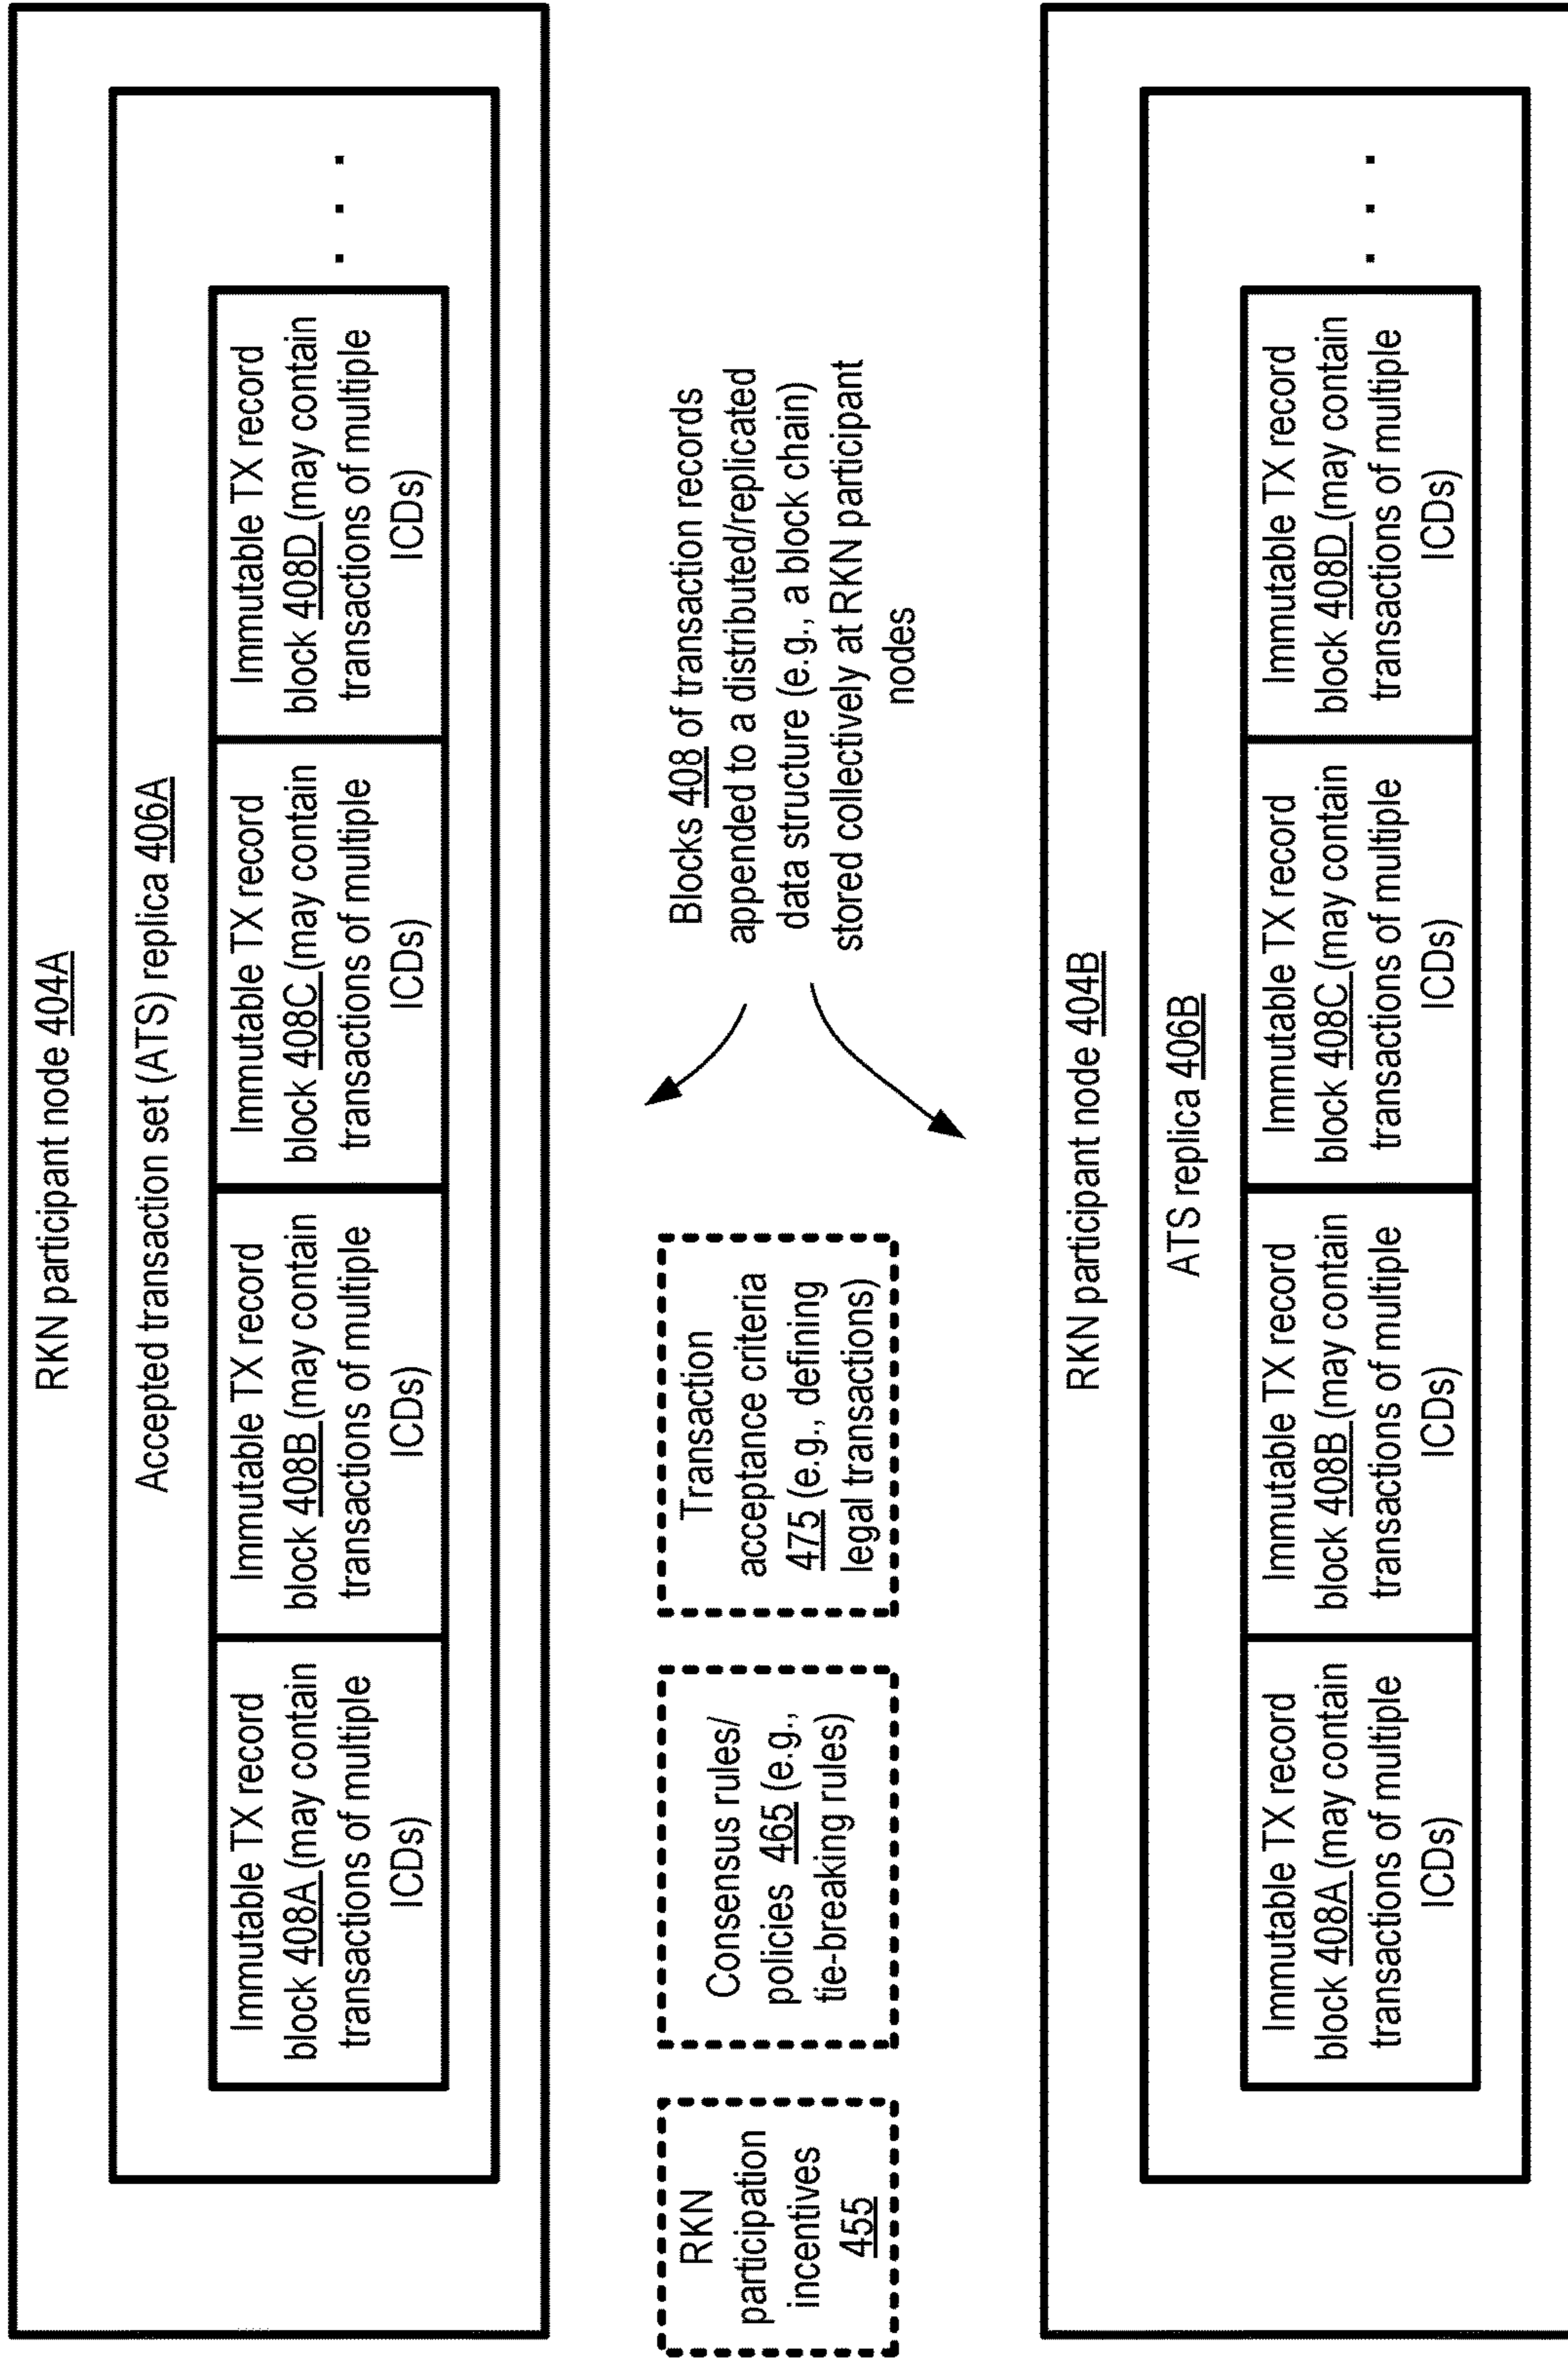 RKN participant node 404A
Accepted transaction set (ATS) replica 406A
Immutable TX record
block 408A (may contain
transactions of multiple
ICDs)
Immutable TX record
block 408B (may contain
transactions of multiple
ICDs)
Immutable TX record
block 408C (may contain
transactions of multiple
ICDs)
Immutable TX record
block 408D (may contain
transactions of multiple
ICDs)
. . .
RKN
participation
incentives
455
Consensus rules/
policies 465 (e.g.,
tie-breaking rules)
Transaction
acceptance criteria
475 (e.g., defining
legal transactions)
Blocks 408 of transaction records
appended to a distributed/replicated
data structure (e.g., a block chain)
stored collectively at RKN participant
nodes
RKN participant node 404B
ATS replica 406B
Immutable TX record
block 408A (may contain
transactions of multiple
ICDs)
Immutable TX record
block 408B (may contain
transactions of multiple
ICDs)
Immutable TX record
block 408C (may contain
transactions of multiple
ICDs)
Immutable TX record
block 408D (may contain
transactions of multiple
ICDs)
. . .